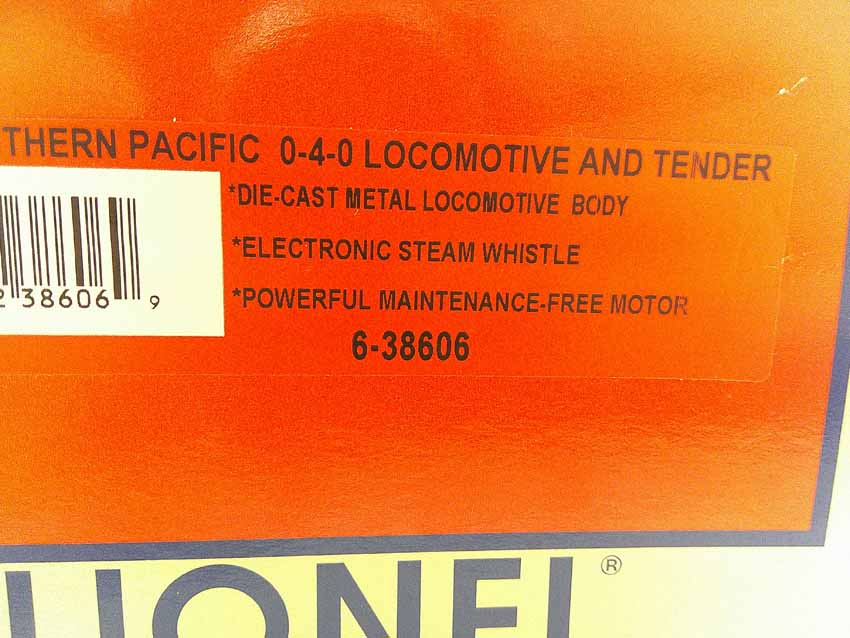 THERN PACIFIC 0-4-0 LOCOMOTIVE AND TENDER
*DIE-CAST METAL LOCOMOTIVE BODY
*ELECTRONIC STEAM WHISTLE
*POWERFUL MAINTENANCE-FREE MOTOR
2 38606 9
6-38606
LIONEL®